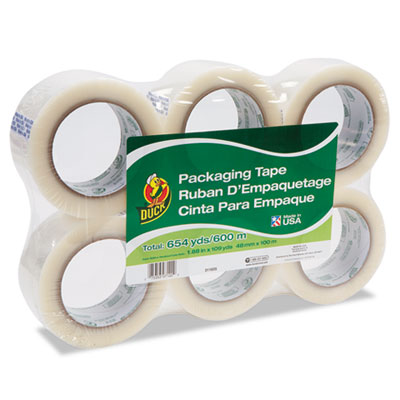 DUCK
Packaging Tape
Ruban D'Empaquetage
Cinta Para Empaque
Made In
USA
Total: 654 yds/600 m
1.88 in x 109 yds 48 mm x 100 m